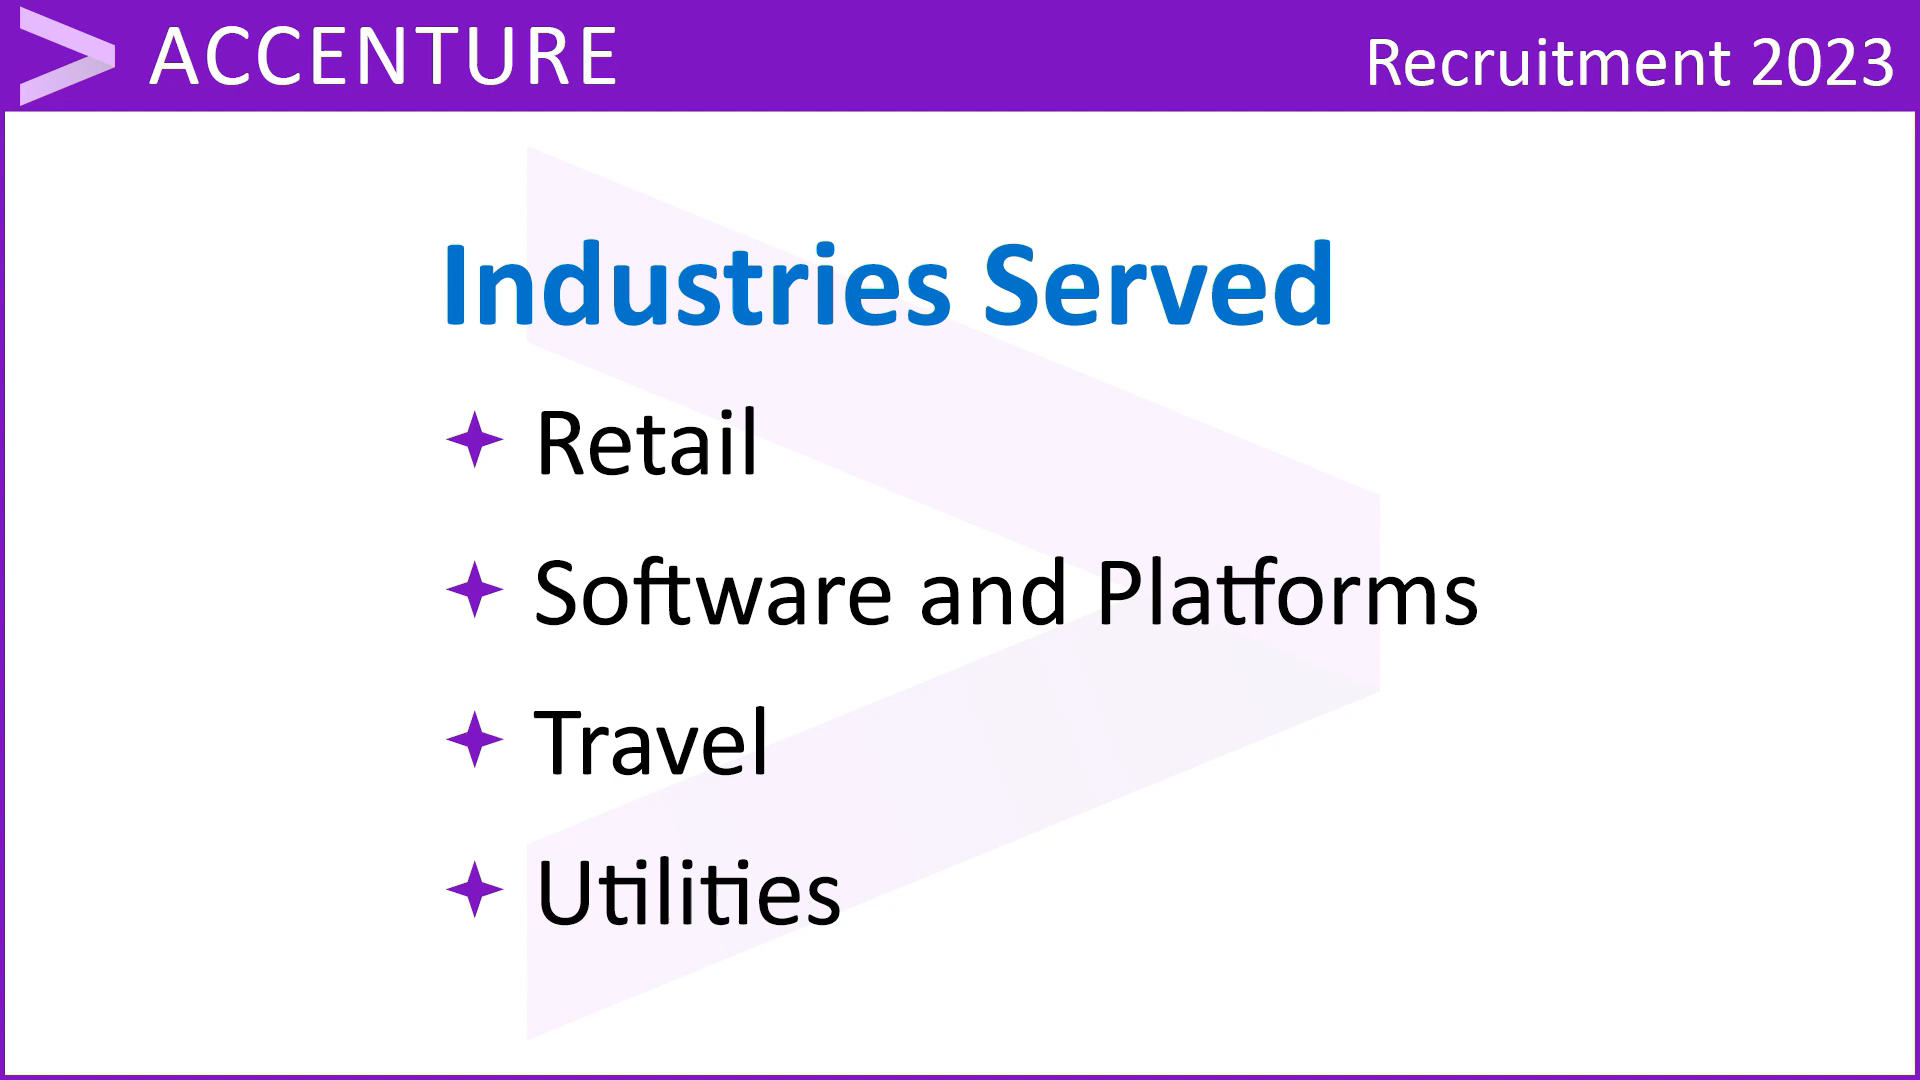 ACCENTURE
Recruitment 2023
Industries Served
Retail
Software and Platforms
Travel
Utilities